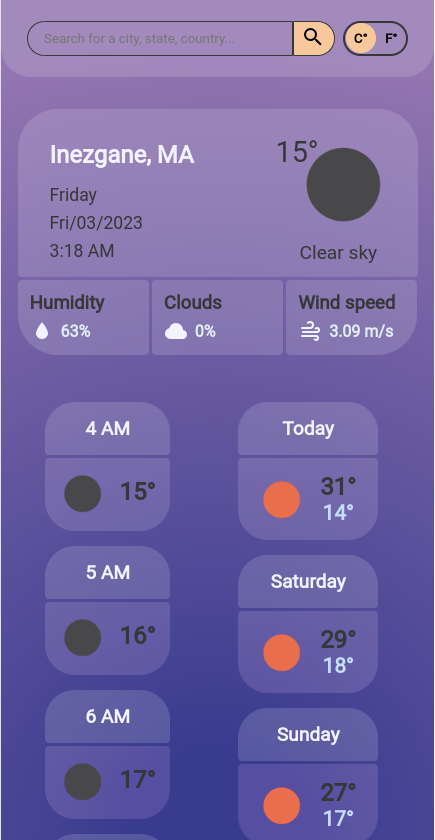 Search for a city, state, country...
C° F°
Inezgane, MA
15°
Friday
Fri/03/2023
3:18 AM
Clear sky
Humidity
63%
Clouds
0%
Wind speed
3.09 m/s
4 AM
15°
5 AM
16°
6 AM
17°
Today
31°
14°
Saturday
29°
18°
Sunday
27°
17°